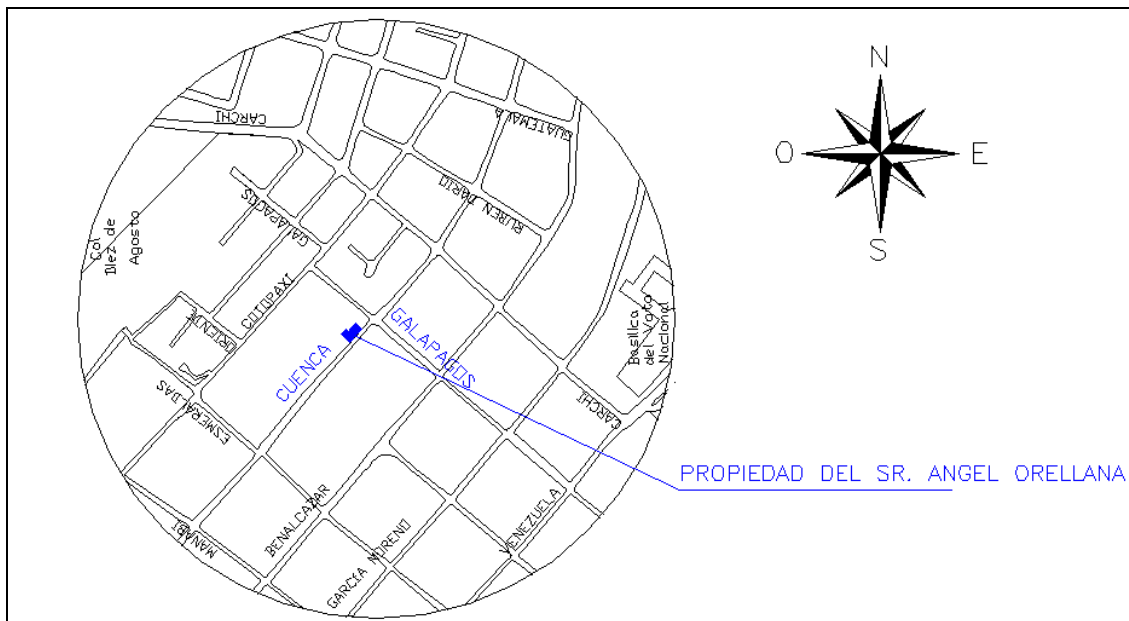 N
O
E
S
CARCHI
GUATEMALA
RUBEN DARIO
GALAPAGOS
Col
Diez de
Agosto
COTOPAXI
ORIENTE
Basilica
del Voto
Nacional
GALAPAGOS
CUENCA
ESMERALDAS
CARCHI
PROPIEDAD DEL SR. ANGEL ORELLANA
MANABI
BENALCAZAR
GARCÍA MORENO
VENEZUELA